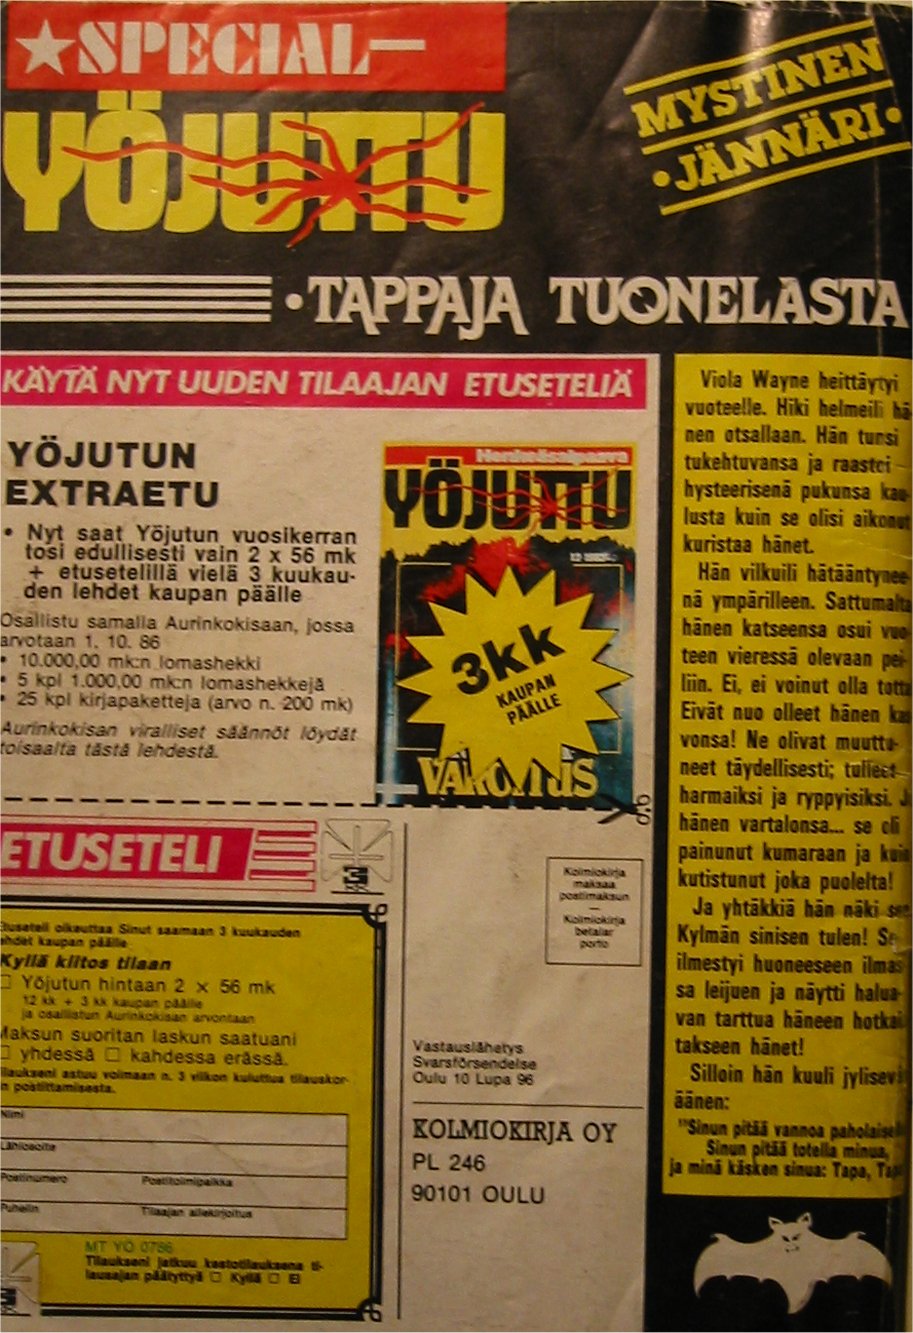 ★SPECIAL
YÖJUTTU
MYSTINEN
•JÄNNÄRI•
•TAPPAJA TUONELASTA
KÄYTÄ NYT UUDEN TILAAJAN ETUSETELIÄ
YÖJUTUN
EXTRAETU
• Nyt saat Yöjutun vuosikerran
tosi edullisesti vain 2 x 56 mk
+ etusetelillä vielä 3 kuukau-
den lehdet kaupan päälle
Osallistu samalla Aurinkokisaan, jossa
arvotaan 1. 10. 86
• 10.000,00 mk:n lomashekki
• 5 kpl 1.000,00 mk:n lomashekkejä
• 25 kpl kirjapaketteja (arvo n. 200 mk)
Aurinkokisan viralliset säännöt löydät
toisaalta tästä lehdestä.
YÖJUTTU
12 1985
3kk
KAUPAN
PÄÄLLE
ETUSETELI
3
KK
Etuseteli oikeuttaa Sinut saamaan 3 kuukauden
lehdet kaupan päälle
Kyllä kiitos tilaan
□ Yöjutun hintaan 2 x 56 mk
12 kk + 3 kk kaupan päälle
ja osallistun Aurinkokisan arvontaan
Maksun suoritan laskun saatuani
□ yhdessä □ kahdessa erässä.
Tilaukseni astuu voimaan n. 3 viikon kuluttua tilauskor-
tin postittamisesta.
Nimi
Lähiosoite
Postinumero Postitoimipaikka
Puhelin Tilaajan allekirjoitus
MT YÖ 0786
Tilaukseni jatkuu kestotilauksena ti-
lausajan päätyttyä □ Kyllä □ Ei
3
Kolmiokirja
maksaa
postimaksun
—
Kolmiokirja
betalar
porto
Vastauslähetys
Svarsförsendelse
Oulu 10 Lupa 96
KOLMIOKIRJA OY
PL 246
90101 OULU
Viola Wayne heittäytyi
vuoteelle. Hiki helmeili hä-
nen otsallaan. Hän tunsi
tukehtuvansa ja raastoi
hysteerisenä pukunsa kau-
lusta kuin se olisi aikonut
kuristaa hänet.
Hän vilkuili hätääntynee-
nä ympärilleen. Sattumalta
hänen katseensa osui vuo-
teen vieressä olevaan pei-
liin. Ei, ei voinut olla totta
Eivät nuo olleet hänen kas
vonsa! Ne olivat muuttu-
neet täydellisesti; tulleet
harmaiksi ja ryppyisiksi. J
hänen vartalonsa... se oli
painunut kumaraan ja kuin
kutistunut joka puolelta!
Ja yhtäkkiä hän näki sen.
Kylmän sinisen tulen! Se
ilmestyi huoneeseen ilmas
sa leijuen ja näytti halua-
van tarttua häneen hotkai
takseen hänet!
Silloin hän kuuli jylisevä
äänen:
"Sinun pitää vannoa paholaise
Sinun pitää totella minua,
ja minä käsken sinua: Tapa, Tapa